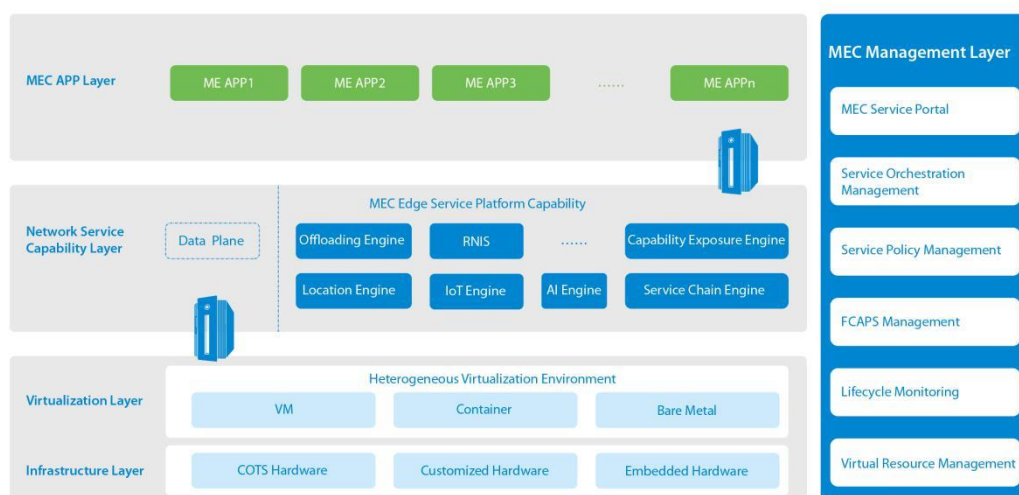 MEC APP Layer
ME APP1
ME APP2
ME APP3
......
ME APPn
Network Service
Capability Layer
Data Plane
MEC Edge Service Platform Capability
Offloading Engine
RNIS
......
Capability Exposure Engine
Location Engine
IoT Engine
AI Engine
Service Chain Engine
Virtualization Layer
Heterogeneous Virtualization Environment
VM
Container
Bare Metal
Infrastructure Layer
COTS Hardware
Customized Hardware
Embedded Hardware
MEC Management Layer
MEC Service Portal
Service Orchestration
Management
Service Policy Management
FCAPS Management
Lifecycle Monitoring
Virtual Resource Management